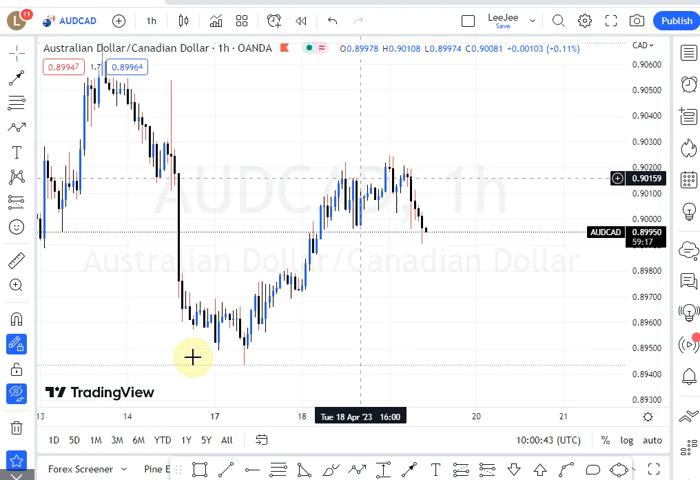 L 11 AUDCAD 1h LeeJee Save Publish
Australian Dollar/Canadian Dollar · 1h · OANDA O0.89978 H0.90108 L0.89974 C0.90081 +0.00103 (+0.11%) CAD
0.89947 1.7 0.89964
0.90600
0.90500
0.90400
0.90300
0.90200
0.90159
0.90000
AUDCAD 0.89950
59:17
0.89800
0.89700
0.89600
0.89500
0.89400
0.89300
AUDCAD, 1h
Australian Dollar/Canadian Dollar
TradingView
13 14 17 18 Tue 18 Apr '23 16:00 20 21
1D 5D 1M 3M 6M YTD 1Y 5Y All 10:00:43 (UTC) % log auto
Forex Screener Pine E